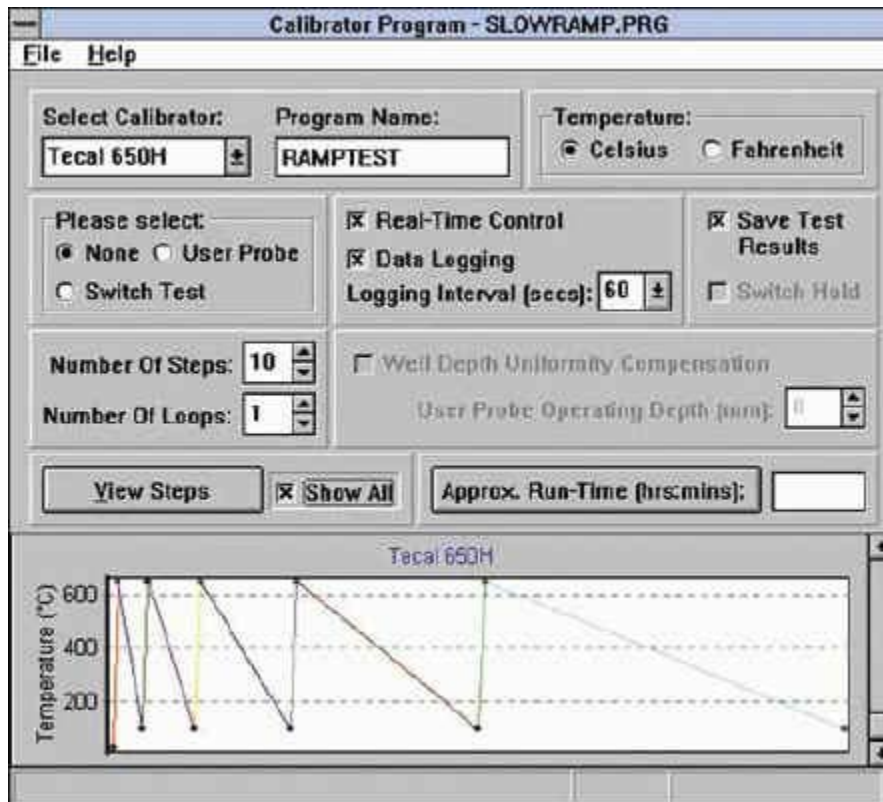 Calibrator Program - SLOWRAMP.PRG
File Help
Select Calibrator: Program Name: Temperature:
Tecal 650H RAMPTEST Celsius Fahrenheit
Please select: Real-Time Control Save Test
None User Probe Data Logging Results
Switch Test Logging Interval (secs): 60 Switch Hold
Number Of Steps: 10 Well Depth Uniformity Compensation
Number Of Loops: 1 User Probe Operating Depth (mm): 0
View Steps Show All Approx. Run-Time (hrs:mins):
Tecal 650H
Temperature (°C)
600
400
200